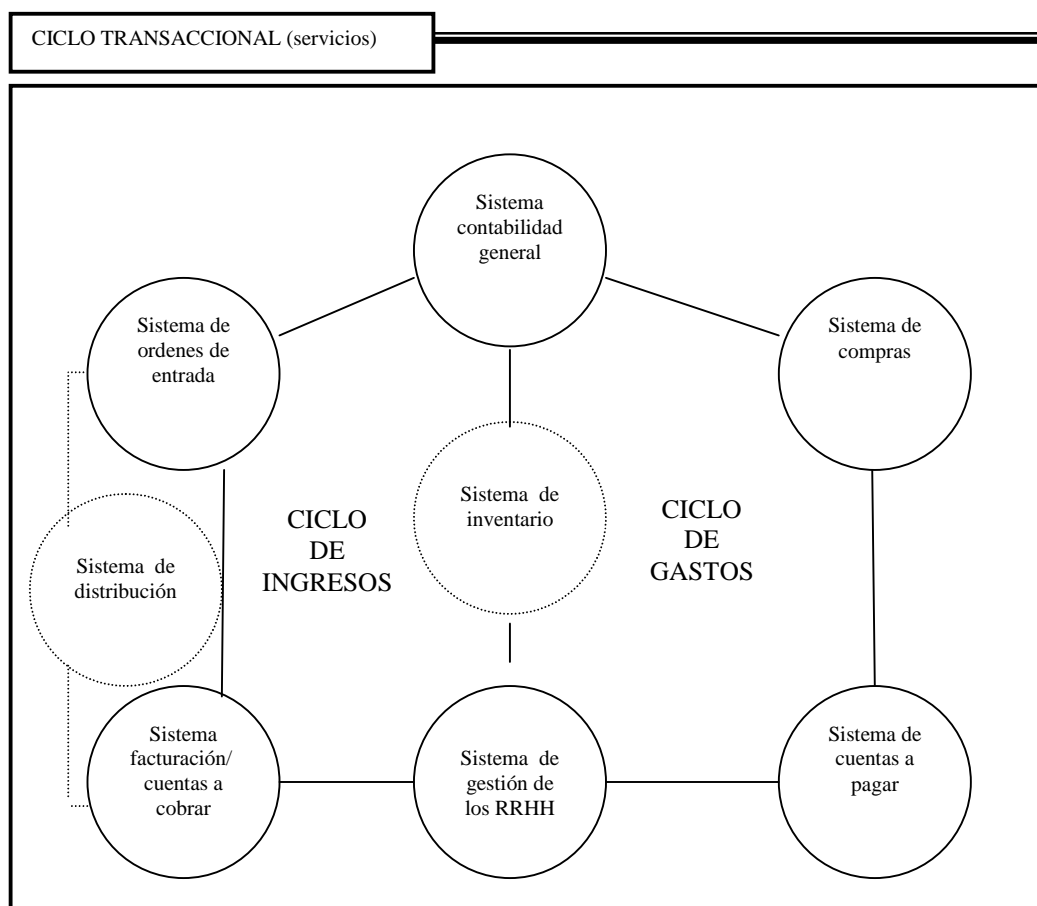 CICLO TRANSACCIONAL (servicios)
Sistema
contabilidad
general
Sistema de
ordenes de
entrada
Sistema de
compras
Sistema de
inventario
CICLO
DE
INGRESOS
CICLO
DE
GASTOS
Sistema de
distribución
Sistema
facturación/
cuentas a
cobrar
Sistema de
gestión de
los RRHH
Sistema de
cuentas a
pagar